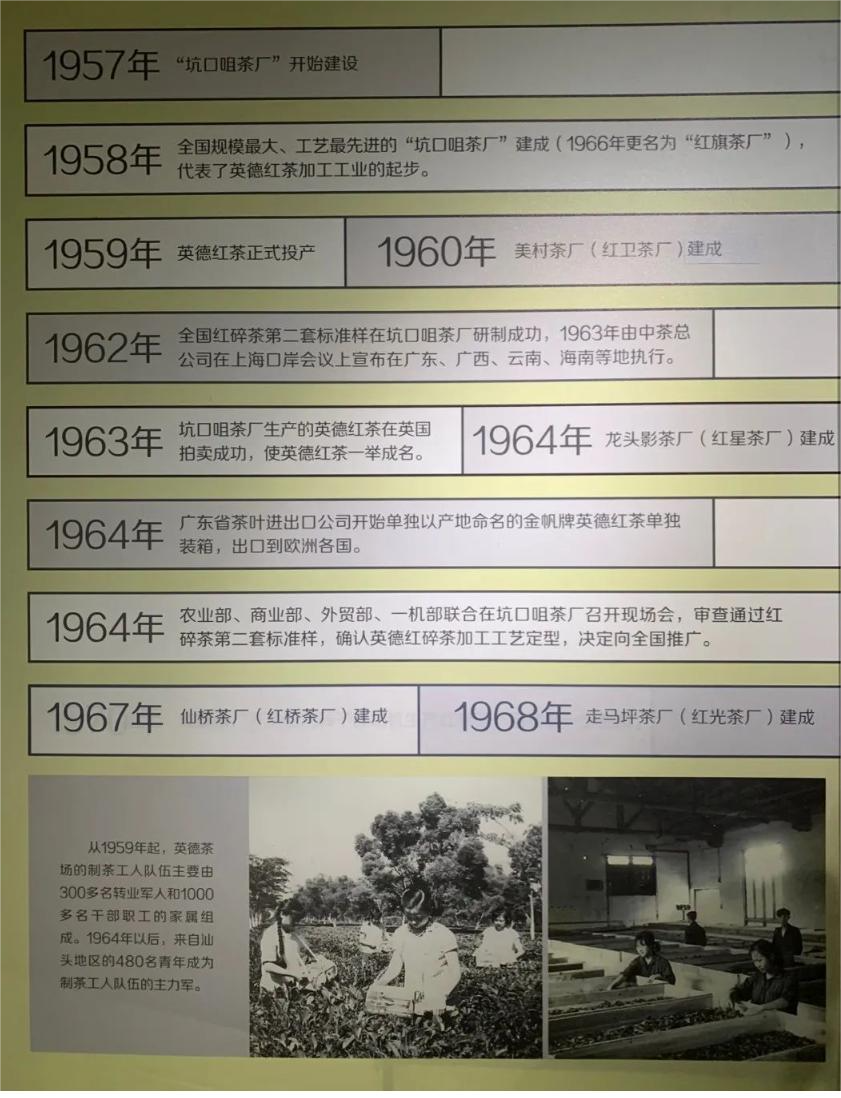 1957年 “坑口咀茶厂”开始建设
1958年 全国规模最大、工艺最先进的“坑口咀茶厂”建成（1966年更名为“红旗茶厂”），
代表了英德红茶加工工业的起步。
1959年 英德红茶正式投产
1960年 美村茶厂（红卫茶厂）建成
1962年 全国红碎茶第二套标准样在坑口咀茶厂研制成功，1963年由中茶总
公司在上海口岸会议上宣布在广东、广西、云南、海南等地执行。
1963年 坑口咀茶厂生产的英德红茶在英国
拍卖成功，使英德红茶一举成名。
1964年 龙头影茶厂（红星茶厂）建成
1964年 广东省茶叶进出口公司开始单独以产地命名的金帆牌英德红茶单独
装箱，出口到欧洲各国。
1964年 农业部、商业部、外贸部、一机部联合在坑口咀茶厂召开现场会，审查通过红
碎茶第二套标准样，确认英德红碎茶加工工艺定型，决定向全国推广。
1967年 仙桥茶厂（红桥茶厂）建成
1968年 走马坪茶厂（红光茶厂）建成
从1959年起，英德茶
场的制茶工人队伍主要由
300多名转业军人和1000
多名干部职工的家属组
成。1964年以后，来自汕
头地区的480名青年成为
制茶工人队伍的主力军。